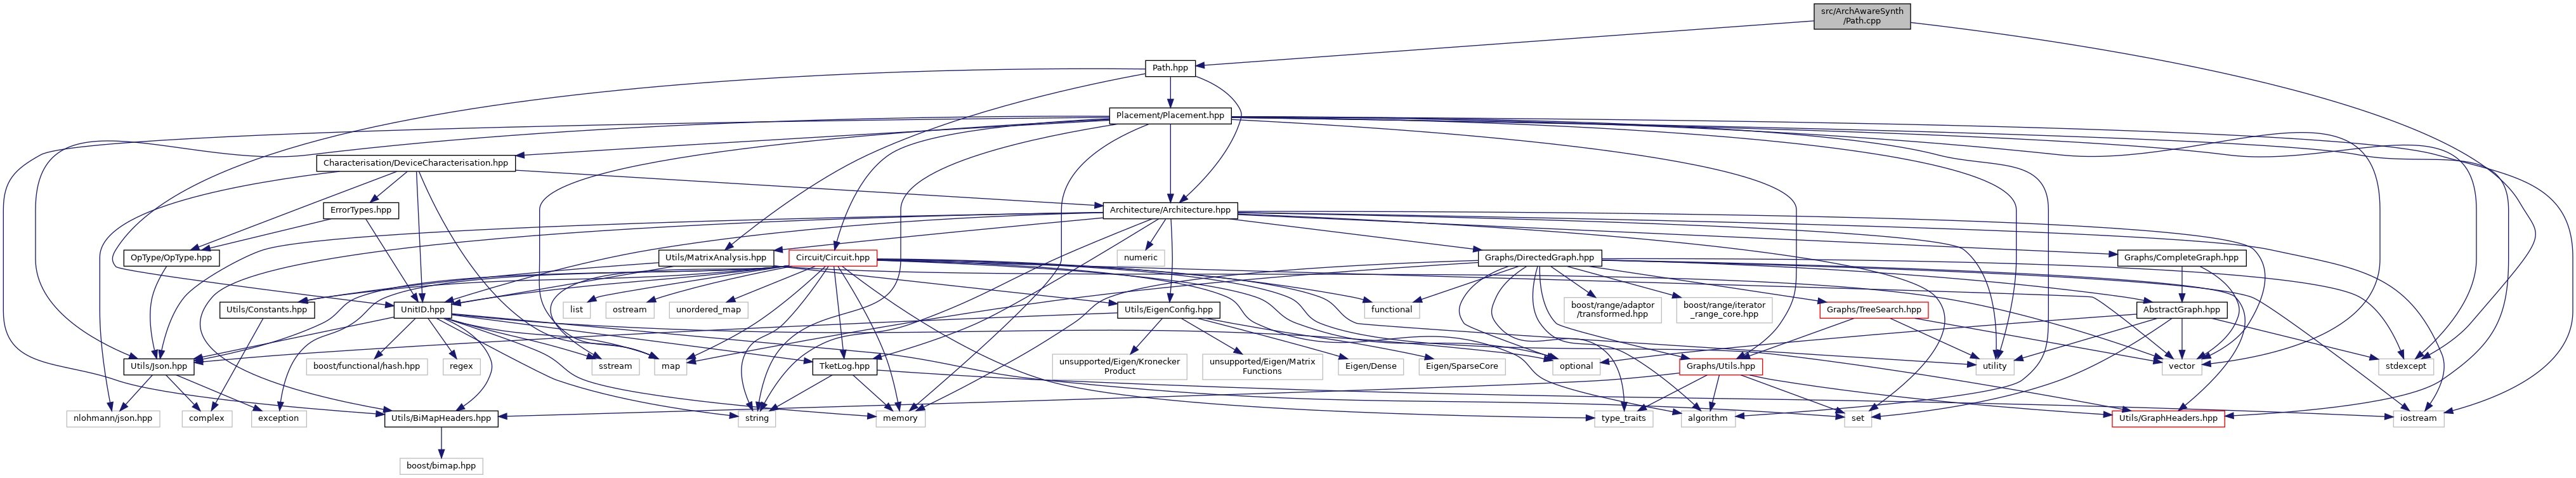 src/ArchAwareSynth
/Path.cpp
Path.hpp
Placement/Placement.hpp
Characterisation/DeviceCharacterisation.hpp
ErrorTypes.hpp
Architecture/Architecture.hpp
OpType/OpType.hpp
Utils/MatrixAnalysis.hpp
Circuit/Circuit.hpp
numeric
Graphs/DirectedGraph.hpp
Graphs/CompleteGraph.hpp
Utils/Constants.hpp
UnitID.hpp
list
ostream
unordered_map
Utils/EigenConfig.hpp
functional
boost/range/adaptor
/transformed.hpp
boost/range/iterator
_range_core.hpp
Graphs/TreeSearch.hpp
AbstractGraph.hpp
Utils/Json.hpp
boost/functional/hash.hpp
regex
sstream
map
TketLog.hpp
unsupported/Eigen/Kronecker
Product
unsupported/Eigen/Matrix
Functions
Eigen/Dense
Eigen/SparseCore
optional
Graphs/Utils.hpp
utility
vector
stdexcept
nlohmann/json.hpp
complex
exception
Utils/BiMapHeaders.hpp
string
memory
type_traits
algorithm
set
Utils/GraphHeaders.hpp
iostream
boost/bimap.hpp